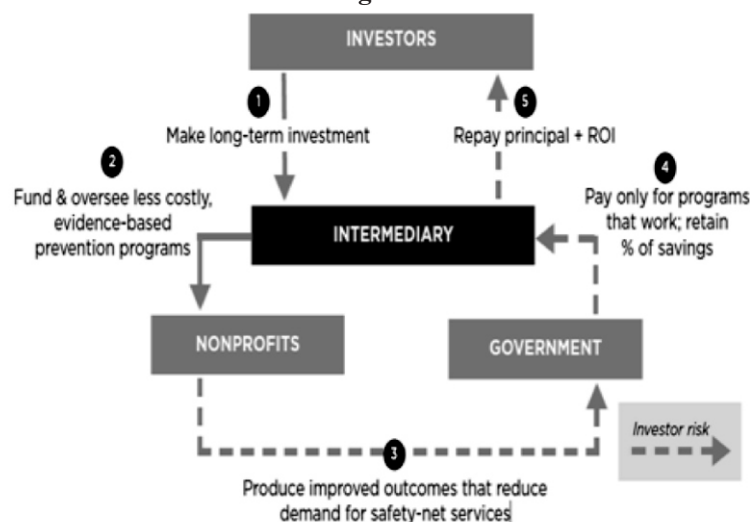 INVESTORS
1
Make long-term investment
5
Repay principal + ROI
2
Fund & oversee less costly,
evidence-based
prevention programs
4
Pay only for programs
that work; retain
% of savings
INTERMEDIARY
NONPROFITS
GOVERNMENT
Investor risk
3
Produce improved outcomes that reduce
demand for safety-net services